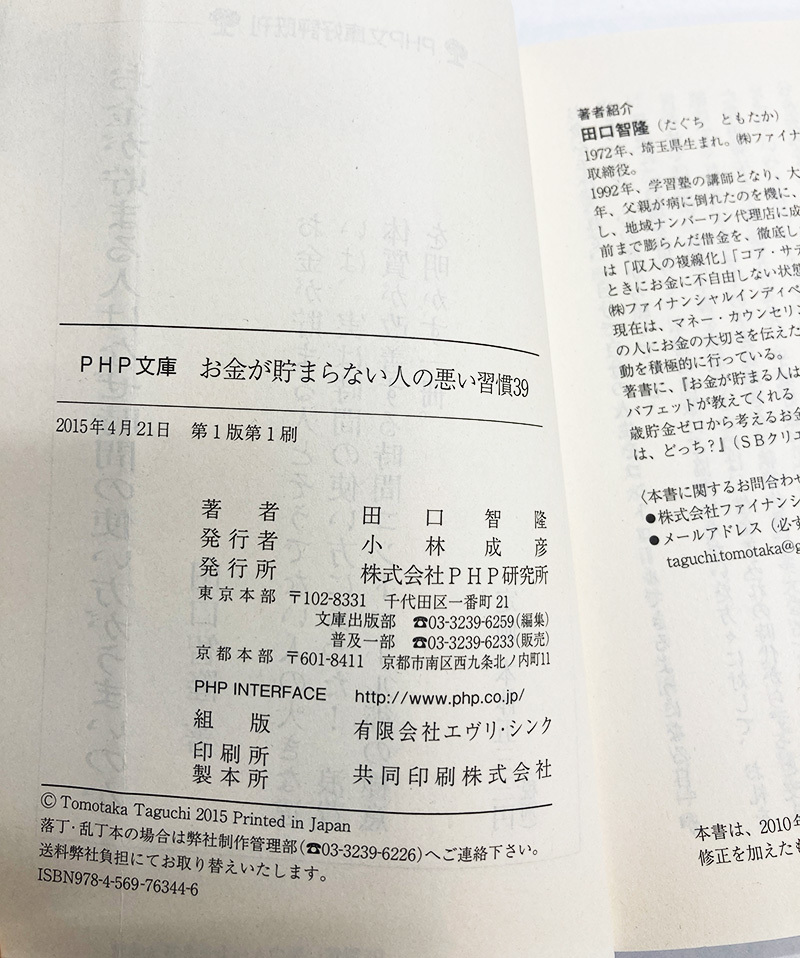 PHP文庫 お金が貯まらない人の悪い習慣39
2015年4月21日 第1版第1刷
著者 田口智隆
発行者 小林成彦
発行所 株式会社PHP研究所
東京本部 〒102-8331 千代田区一番町21
文庫出版部 ☎03-3239-6259(編集)
普及一部 ☎03-3239-6233(販売)
京都本部 〒601-8411 京都市南区西九条北ノ内町11
PHP INTERFACE http://www.php.co.jp/
組版 有限会社エヴリ・シンク
印刷所
製本所 共同印刷株式会社
© Tomotaka Taguchi 2015 Printed in Japan
落丁・乱丁本の場合は弊社制作管理部(☎03-3239-6226)へご連絡下さい。
送料弊社負担にてお取り替えいたします。
ISBN978-4-569-76344-6
著者紹介
田口智隆(たぐち ともたか)
1972年、埼玉県生まれ。㈱ファイナ
取締役。
1992年、学習塾の講師となり、大
年、父親が病に倒れたのを機に、
し、地域ナンバーワン代理店に成
前まで膨らんだ借金を、徹底し
は「収入の複線化」「コア・サテ
ときにお金に不自由しない状態
㈱ファイナンシャルインディペ
現在は、マネー・カウンセリン
の人にお金の大切さを伝えた
動を積極的に行っている。
著書に、『お金が貯まる人は
バフェットが教えてくれる
歳貯金ゼロから考えるお金
は、どっち?』(SBクリエ
〈本書に関するお問合わせ
●株式会社ファイナンシ
●メールアドレス(必ず
taguchi.tomotaka@g
本書は、2010年
修正を加えたも